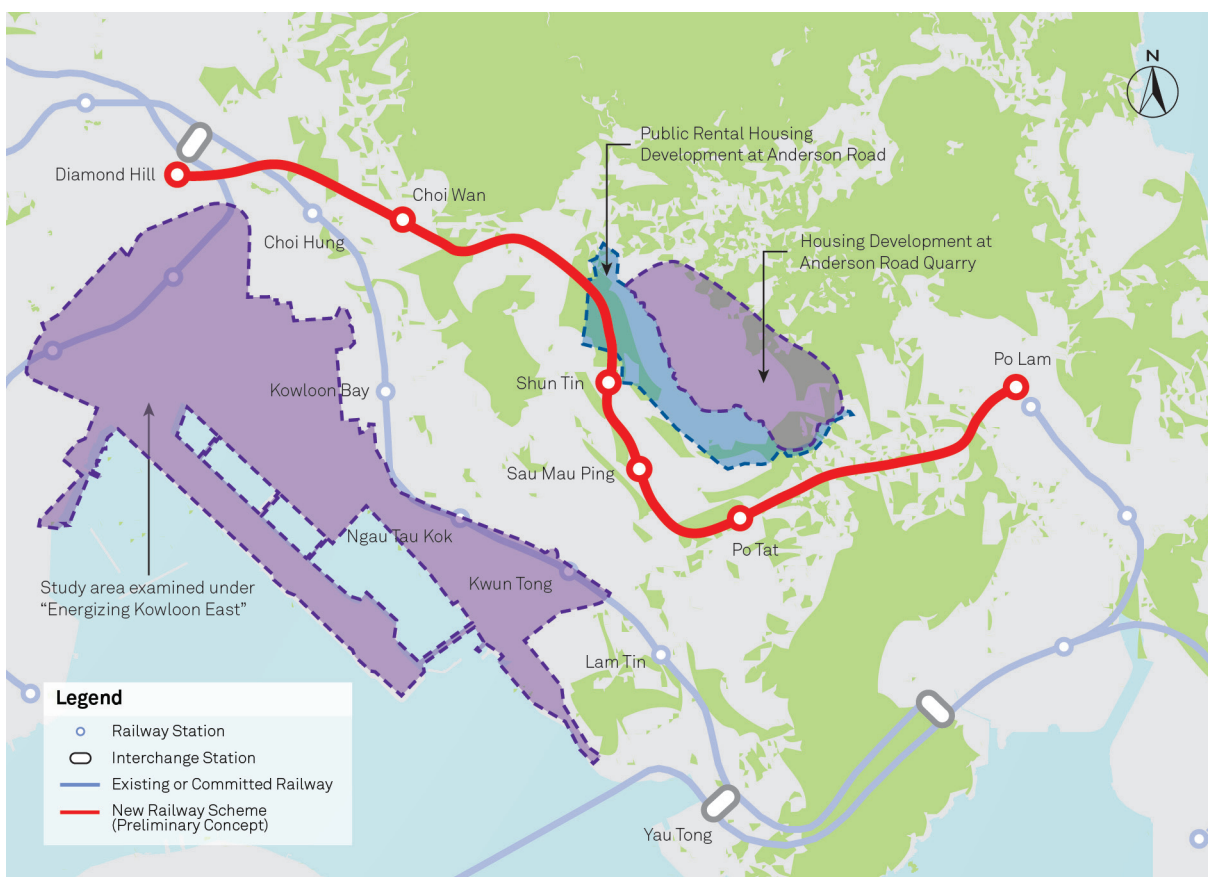 N
Public Rental Housing
Development at Anderson Road
Diamond Hill
Choi Wan
Choi Hung
Housing Development at
Anderson Road Quarry
Po Lam
Shun Tin
Kowloon Bay
Sau Mau Ping
Ngau Tau Kok
Po Tat
Study area examined under
“Energizing Kowloon East”
Kwun Tong
Lam Tin
Yau Tong
Legend
Railway Station
Interchange Station
Existing or Committed Railway
New Railway Scheme
(Preliminary Concept)